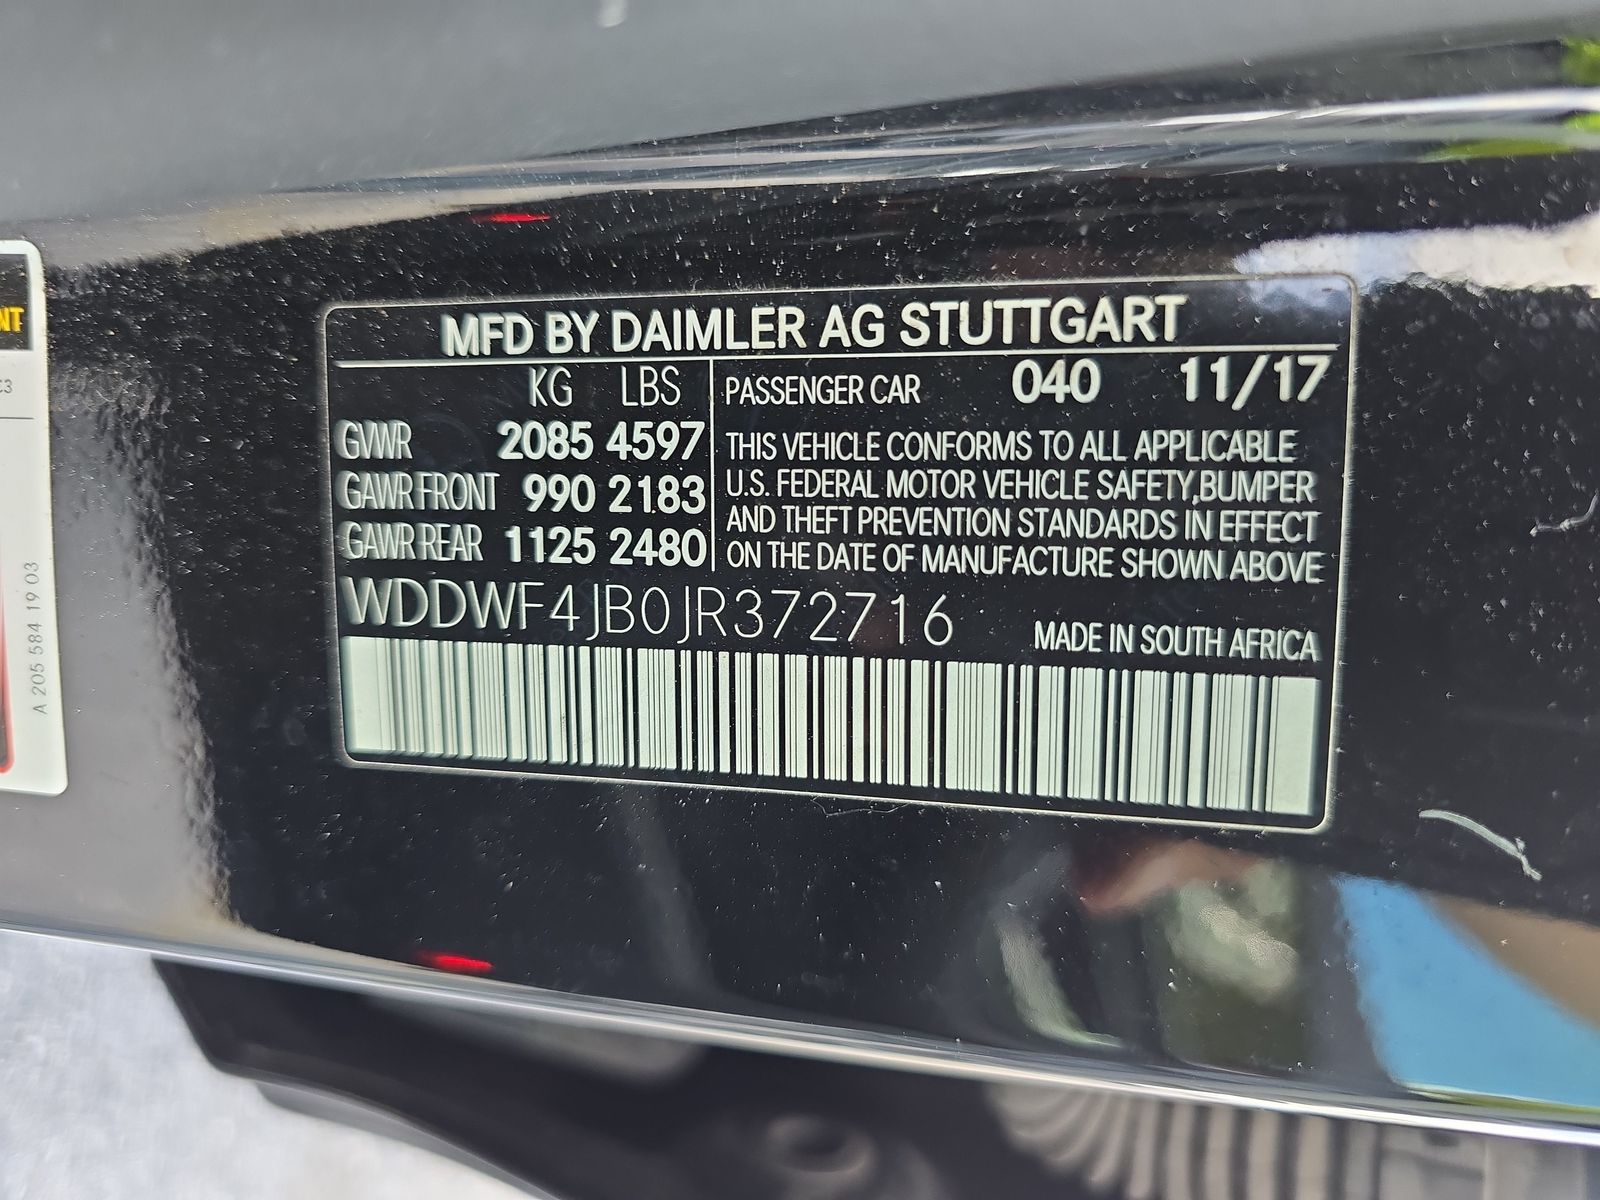 NT
C3
A 205 584 19 03
MFD BY DAIMLER AG STUTTGART
KG LBS
GVWR 2085 4597
GAWR FRONT 990 2183
GAWR REAR 1125 2480
PASSENGER CAR 040 11/17
THIS VEHICLE CONFORMS TO ALL APPLICABLE
U.S. FEDERAL MOTOR VEHICLE SAFETY,BUMPER
AND THEFT PREVENTION STANDARDS IN EFFECT
ON THE DATE OF MANUFACTURE SHOWN ABOVE
WDDWF4JB0JR372716
MADE IN SOUTH AFRICA